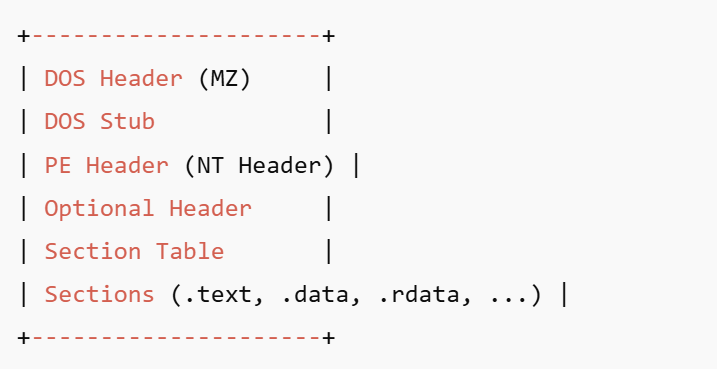 +---------------------+
| DOS Header (MZ)     |
| DOS Stub            |
| PE Header (NT Header) |
| Optional Header     |
| Section Table       |
| Sections (.text, .data, .rdata, ...) |
+---------------------+